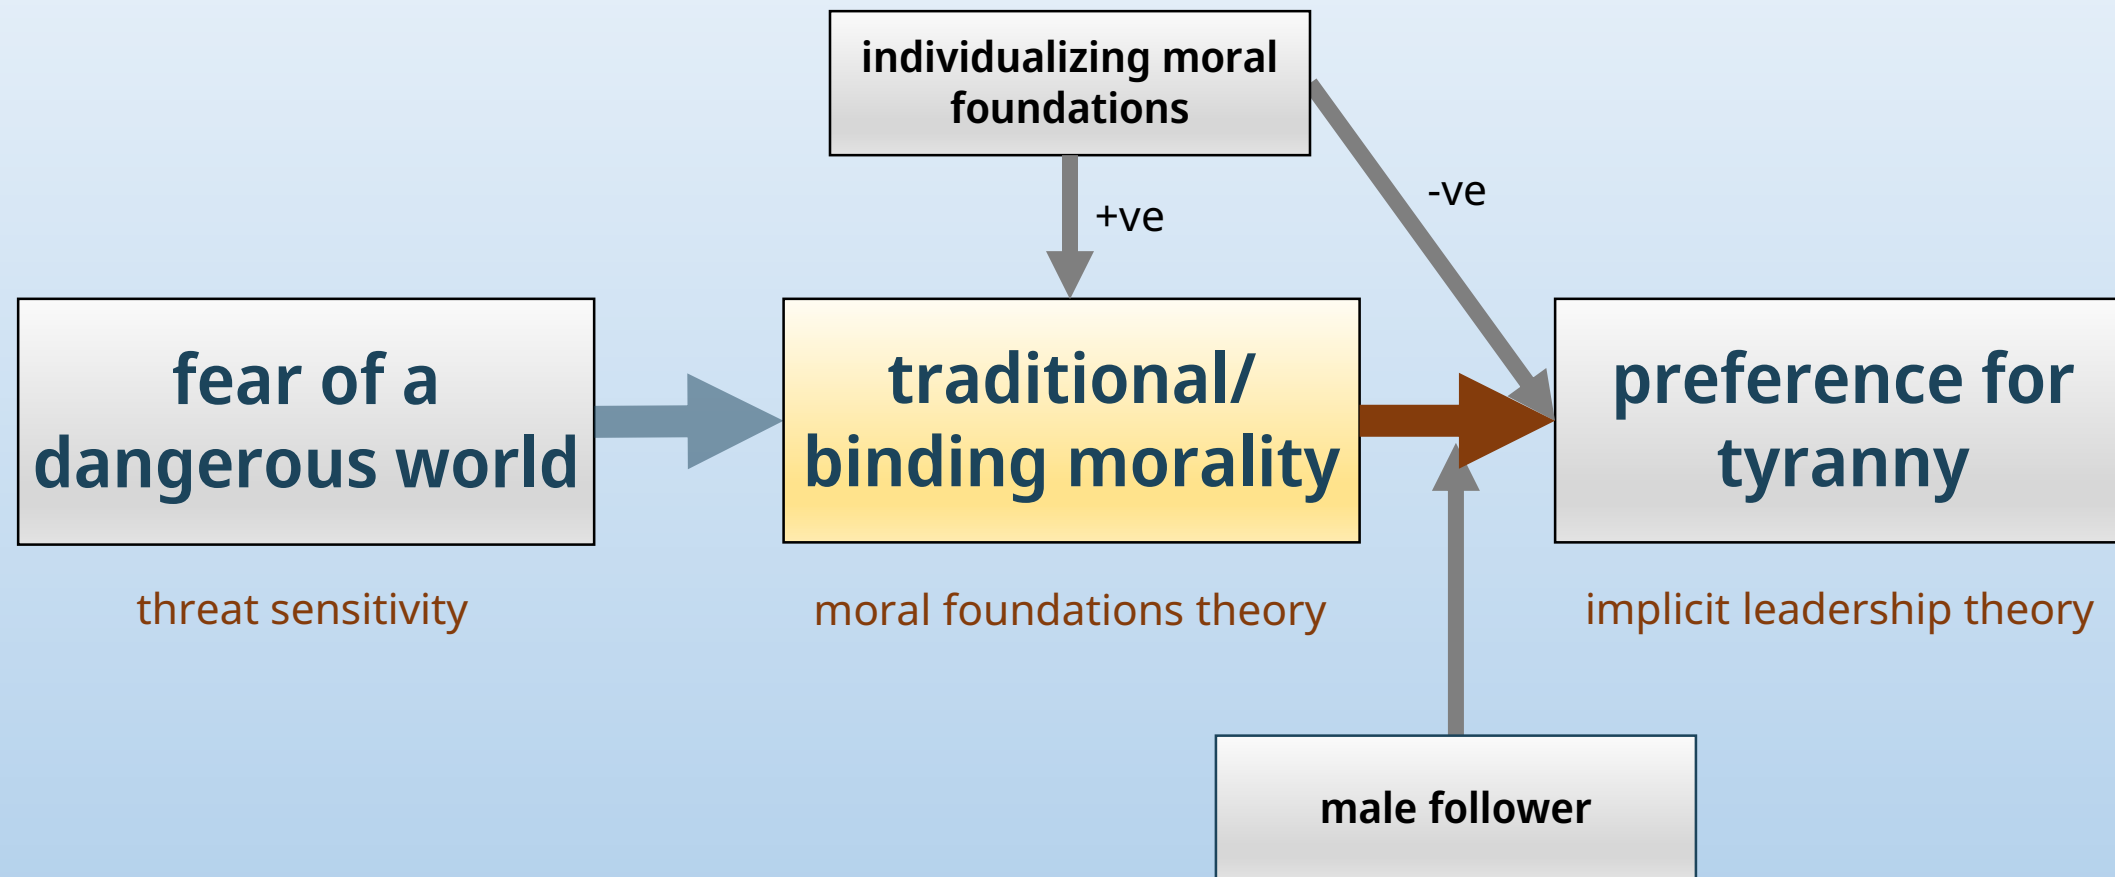 individualizing moral
foundations
+ve
-ve
fear of a
dangerous world
traditional/
binding morality
preference for
tyranny
threat sensitivity
moral foundations theory
implicit leadership theory
male follower